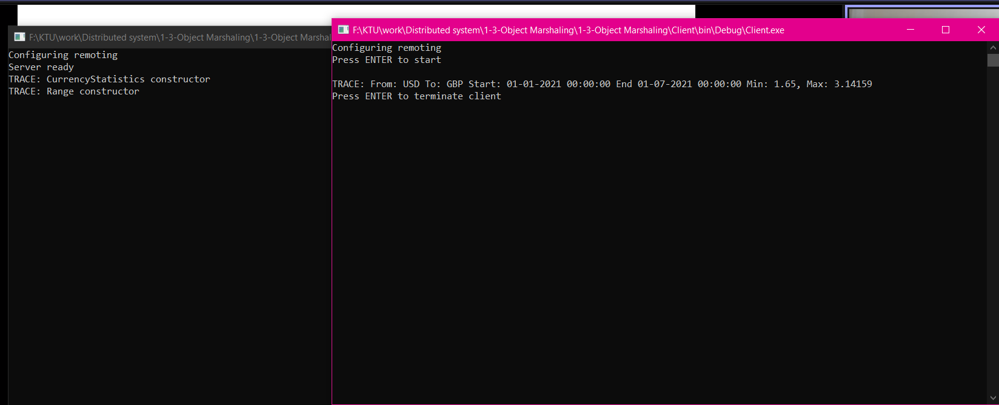 F:\KTU\work\Distributed system\1-3-Object Marshaling\1-3-Object Marshal
Configuring remoting
Server ready
TRACE: CurrencyStatistics constructor
TRACE: Range constructor
F:\KTU\work\Distributed system\1-3-Object Marshaling\1-3-Object Marshaling\Client\bin\Debug\Client.exe
Configuring remoting
Press ENTER to start
TRACE: From: USD To: GBP Start: 01-01-2021 00:00:00 End 01-07-2021 00:00:00 Min: 1.65, Max: 3.14159
Press ENTER to terminate client